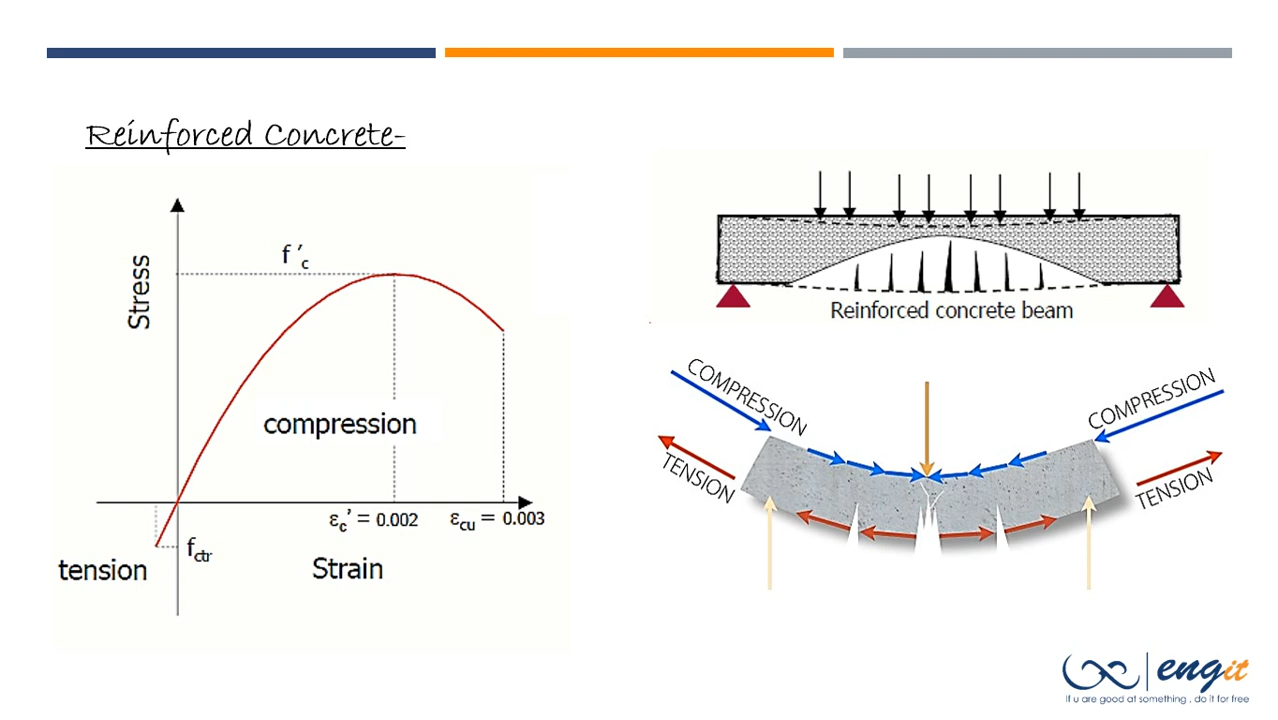 Reinforced Concrete-
Stress
f ′c
compression
εc′ = 0.002
εcu = 0.003
fctr
tension
Strain
Reinforced concrete beam
COMPRESSION
COMPRESSION
TENSION
TENSION
engit
if u are good at something , do it for free